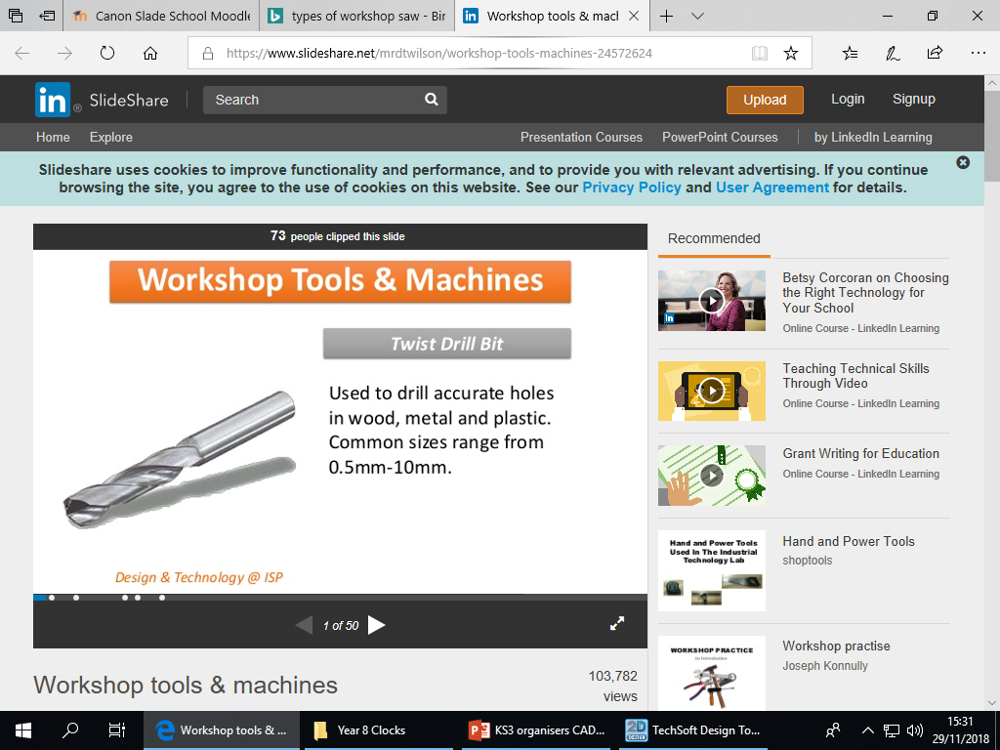 Canon Slade School Moodle
types of workshop saw - Bin
Workshop tools & mach
https://www.slideshare.net/mrdtwilson/workshop-tools-machines-24572624
in ® SlideShare
Search
Upload
Login
Signup
Home
Explore
Presentation Courses
PowerPoint Courses
by LinkedIn Learning
Slideshare uses cookies to improve functionality and performance, and to provide you with relevant advertising. If you continue
browsing the site, you agree to the use of cookies on this website. See our Privacy Policy and User Agreement for details.
73 people clipped this slide
Workshop Tools & Machines
Twist Drill Bit
Used to drill accurate holes
in wood, metal and plastic.
Common sizes range from
0.5mm-10mm.
Design & Technology @ ISP
1 of 50
Workshop tools & machines
103,782
views
Recommended
in
Betsy Corcoran on Choosing
the Right Technology for
Your School
Online Course - LinkedIn Learning
Teaching Technical Skills
Through Video
Online Course - LinkedIn Learning
Grant Writing for Education
Online Course - LinkedIn Learning
Hand and Power Tools
Used In The Industrial
Technology Lab
Hand and Power Tools
shoptools
WORKSHOP PRACTICE
An Introduction
Workshop practise
Joseph Konnully
Workshop tools & ...
Year 8 Clocks
KS3 organisers CAD...
2D DESIGN
TechSoft Design To...
15:31
29/11/2018